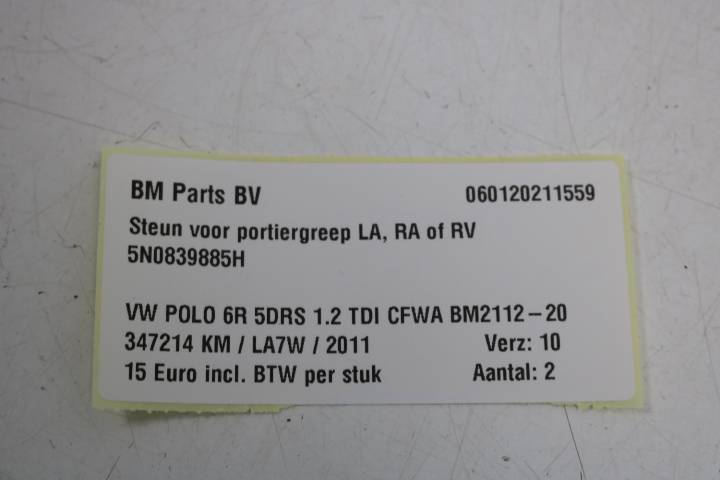 BM Parts BV 060120211559
Steun voor portiergreep LA, RA of RV
5N0839885H
VW POLO 6R 5DRS 1.2 TDI CFWA BM2112-20
347214 KM / LA7W / 2011 Verz: 10
15 Euro incl. BTW per stuk Aantal: 2